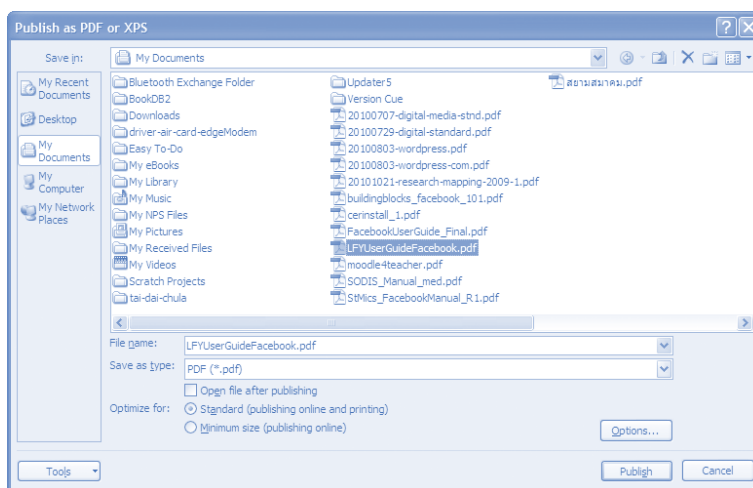 Publish as PDF or XPS
Save in:
My Documents
My Recent
Documents
Desktop
My
Documents
My
Computer
My Network
Places
Bluetooth Exchange Folder
BookDB2
Downloads
driver-air-card-edgeModem
Easy To-Do
My eBooks
My Library
My Music
My NPS Files
My Pictures
My Received Files
My Videos
Scratch Projects
tai-dai-chula
Updater5
Version Cue
20100707-digital-media-stnd.pdf
20100729-digital-standard.pdf
20100803-wordpress.pdf
20100803-wordpress-com.pdf
20101021-research-mapping-2009-1.pdf
buildingblocks_facebook_101.pdf
cerinstall_1.pdf
FacebookUserGuide_Final.pdf
LFYUserGuideFacebook.pdf
moodle4teacher.pdf
SODIS_Manual_med.pdf
StMics_FacebookManual_R1.pdf
สยามสมาคม.pdf
File name:
LFYUserGuideFacebook.pdf
Save as type:
PDF (*.pdf)
Open file after publishing
Optimize for:
Standard (publishing online and printing)
Minimum size (publishing online)
Options...
Tools
Publish
Cancel